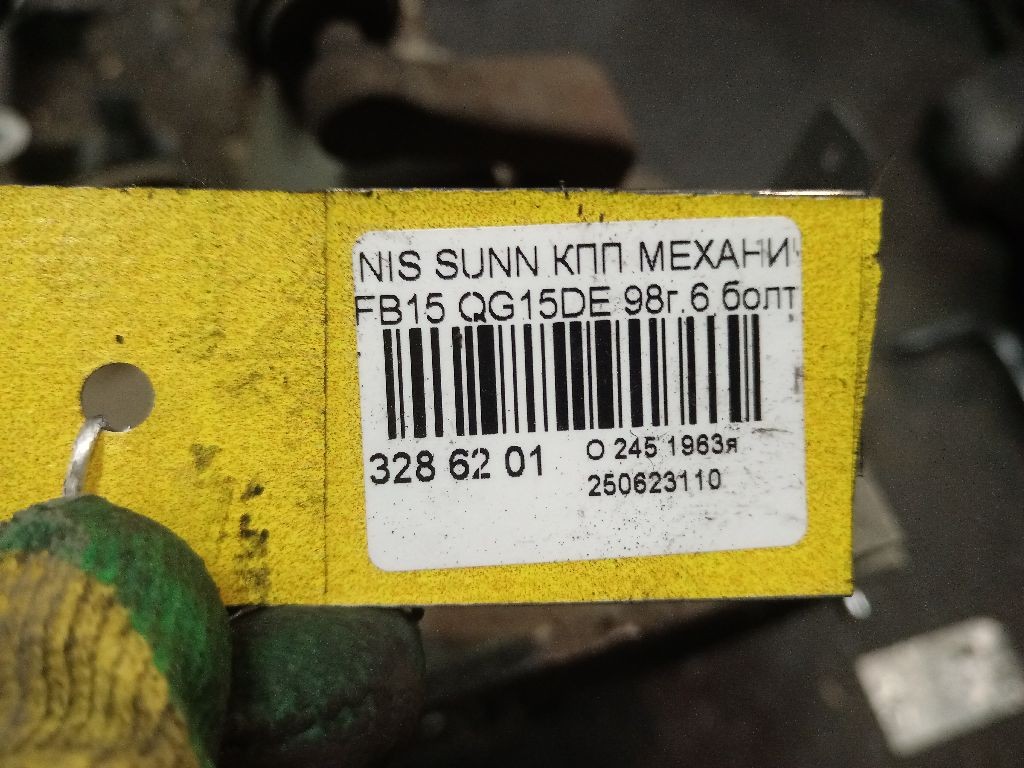 NIS SUNN КПП МЕХАНИЧ
FB15 QG15DE 98г.6 болт
328 62 01
О 245 1963я
250623110